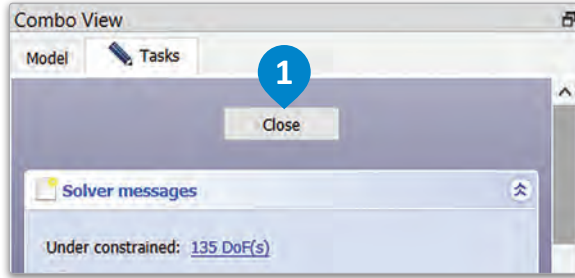 Combo View
Model Tasks
1
Close
Solver messages
Under constrained: 135 DoF(s)